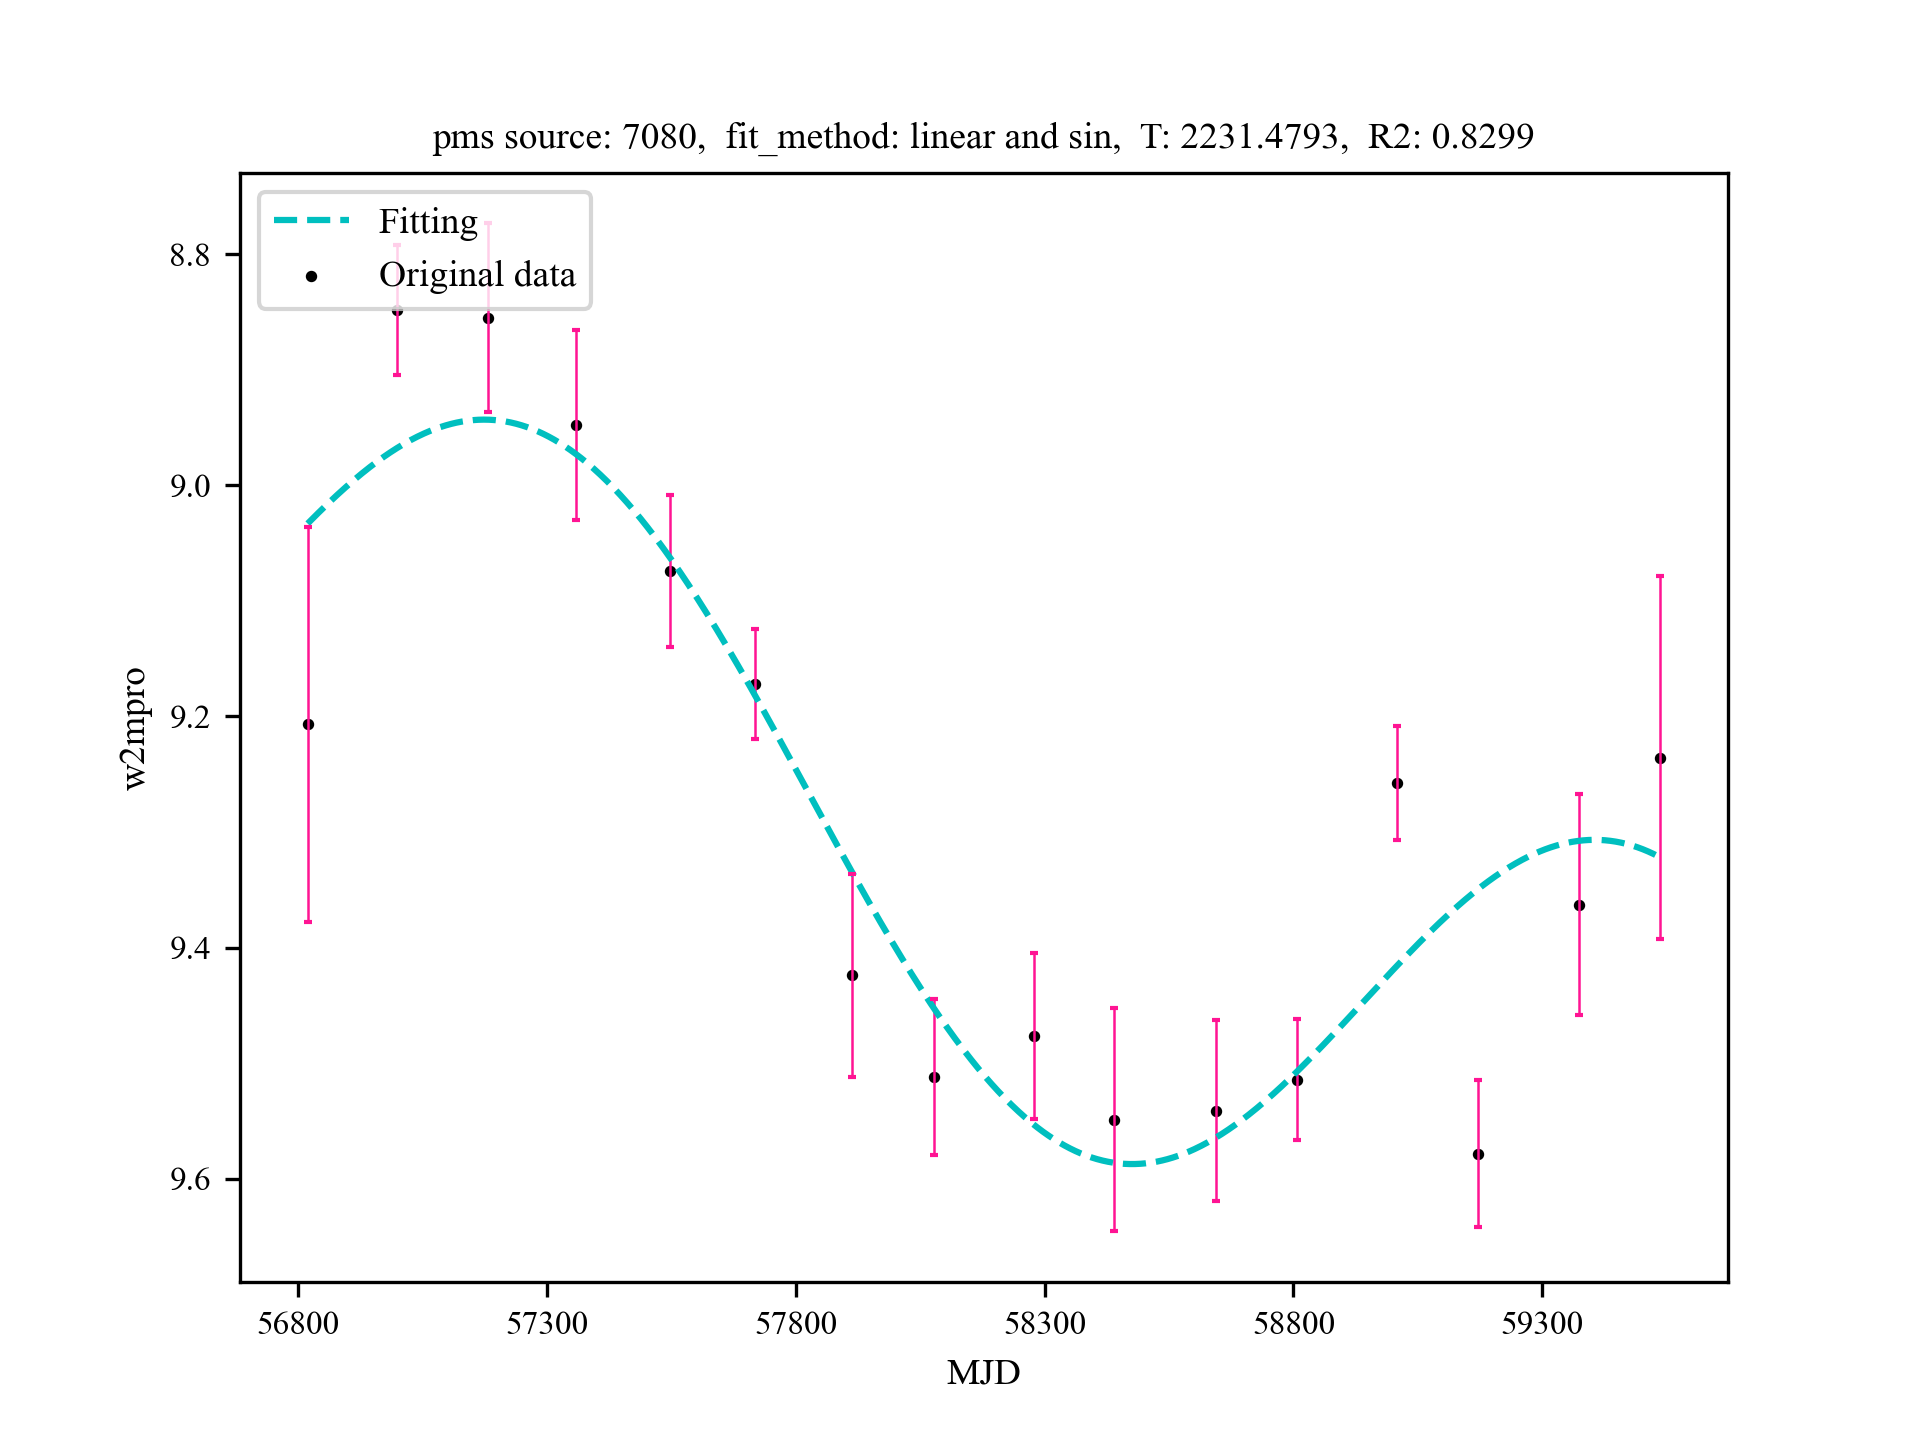 pms source: 7080,  fit_method: linear and sin,  T: 2231.4793,  R2: 0.8299
Fitting
Original data
8.8
9.0
9.2
9.4
9.6
w2mpro
56800
57300
57800
58300
58800
59300
MJD